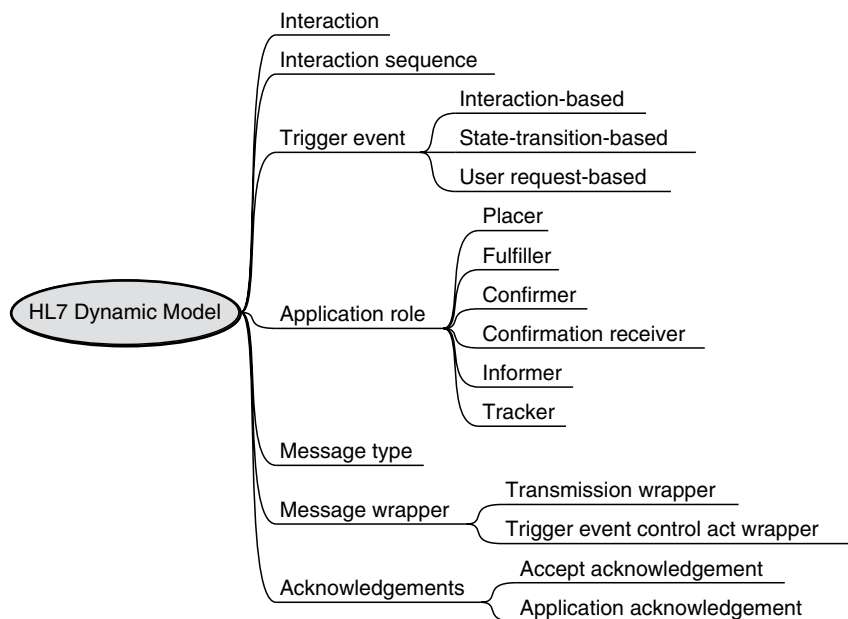 Interaction
Interaction sequence
Interaction-based
Trigger event
State-transition-based
User request-based
Placer
Fulfiller
Confirmer
HL7 Dynamic Model
Application role
Confirmation receiver
Informer
Tracker
Message type
Transmission wrapper
Message wrapper
Trigger event control act wrapper
Accept acknowledgement
Acknowledgements
Application acknowledgement